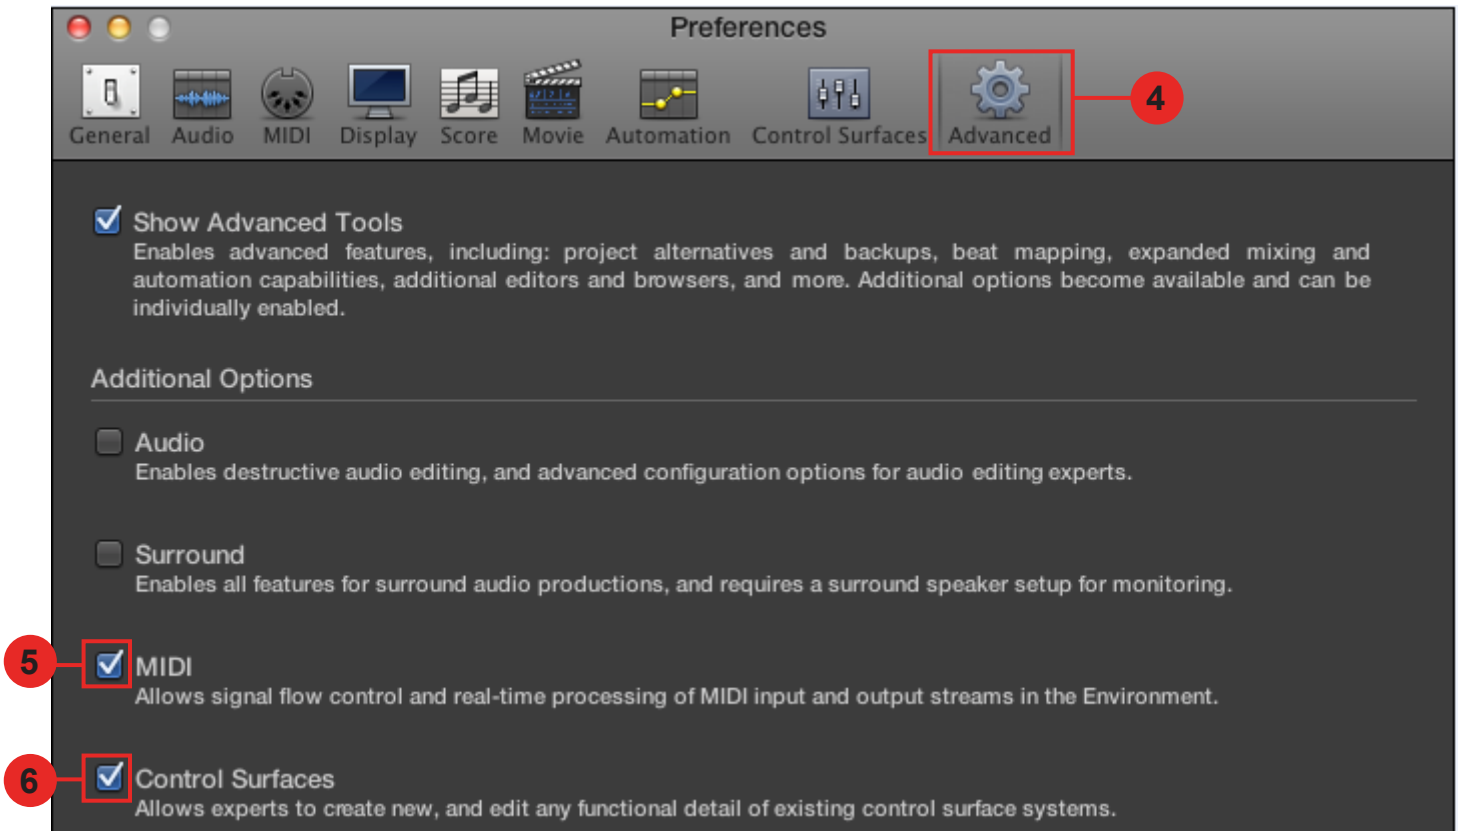 Preferences
General Audio MIDI Display Score Movie Automation Control Surfaces Advanced
4
Show Advanced Tools
Enables advanced features, including: project alternatives and backups, beat mapping, expanded mixing and
automation capabilities, additional editors and browsers, and more. Additional options become available and can be
individually enabled.
Additional Options
Audio
Enables destructive audio editing, and advanced configuration options for audio editing experts.
Surround
Enables all features for surround audio productions, and requires a surround speaker setup for monitoring.
5
MIDI
Allows signal flow control and real-time processing of MIDI input and output streams in the Environment.
6
Control Surfaces
Allows experts to create new, and edit any functional detail of existing control surface systems.